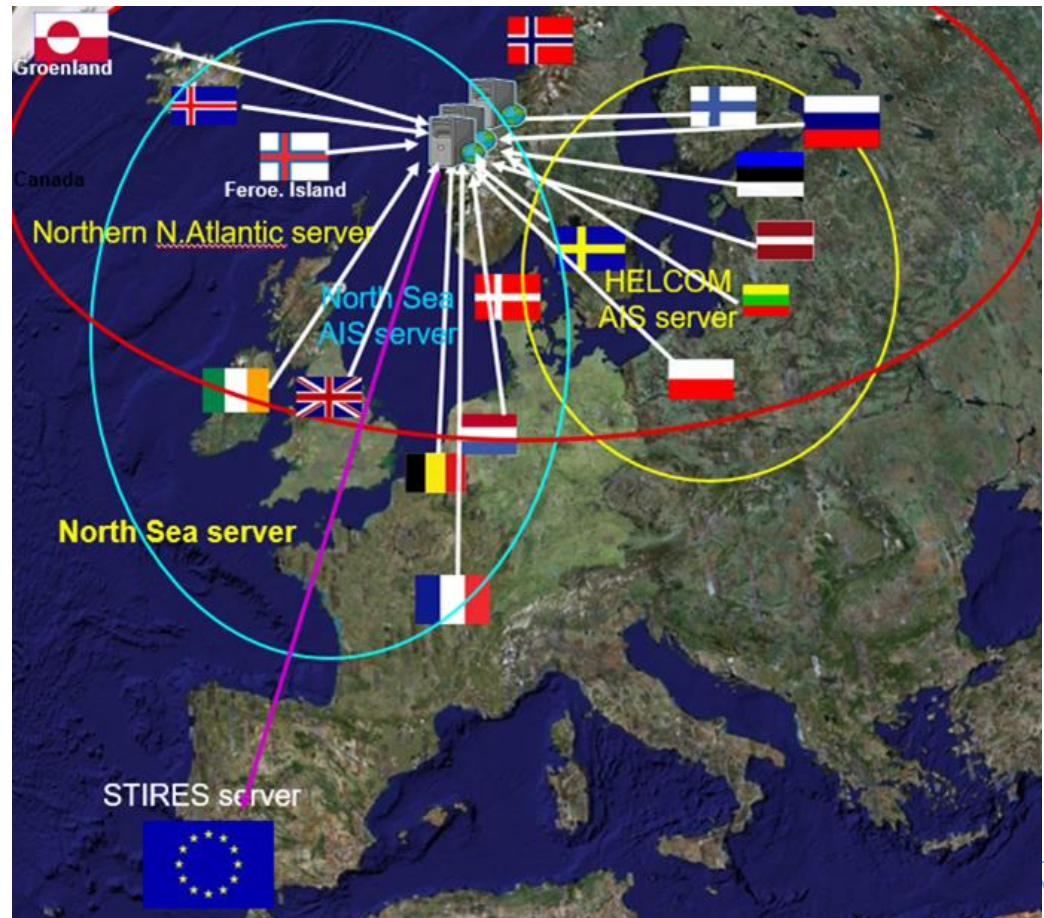 Groenland
Canada
Feroe. Island
Northern N.Atlantic server
North Sea
AIS server
HELCOM
AIS server
North Sea server
STIRES server